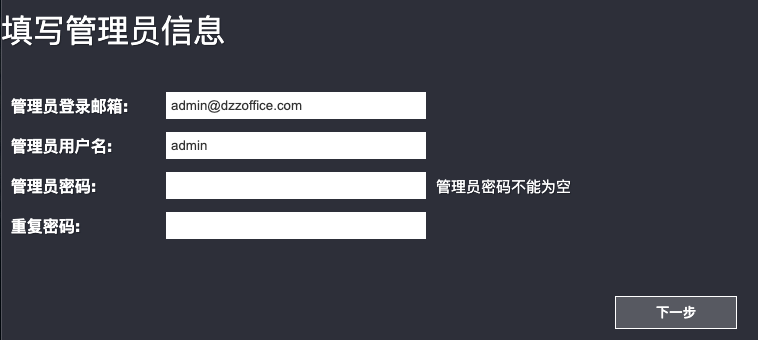 填写管理员信息
管理员登录邮箱: admin@dzzoffice.com
管理员用户名: admin
管理员密码: 管理员密码不能为空
重复密码:
下一步